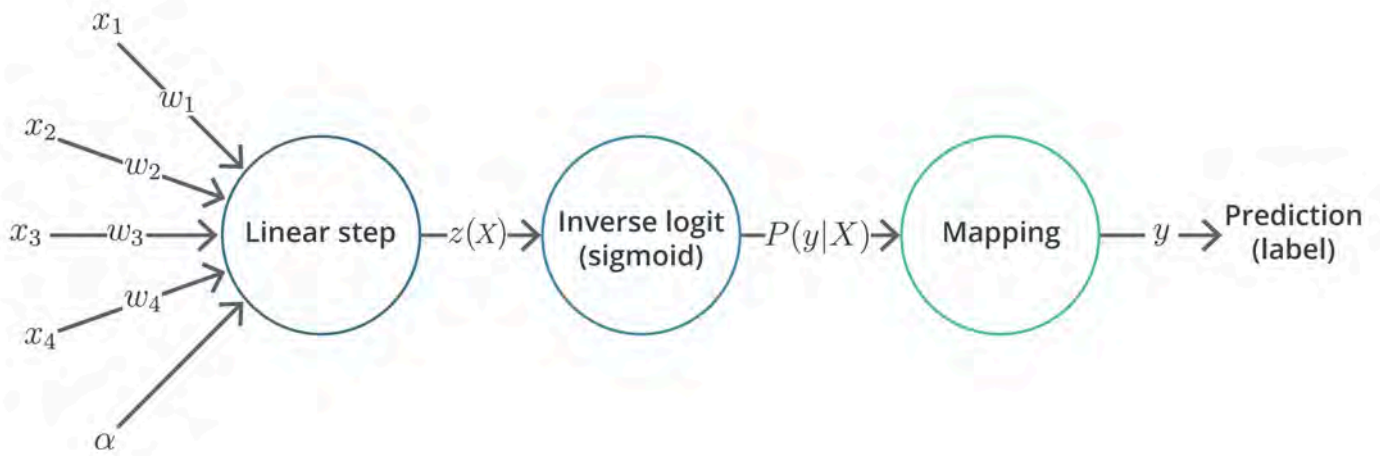 x₁
w₁
x₂
w₂
x₃
w₃
w₄
x₄
α
Linear step
z(X)
Inverse logit
(sigmoid)
P(y|X)
Mapping
y
Prediction
(label)